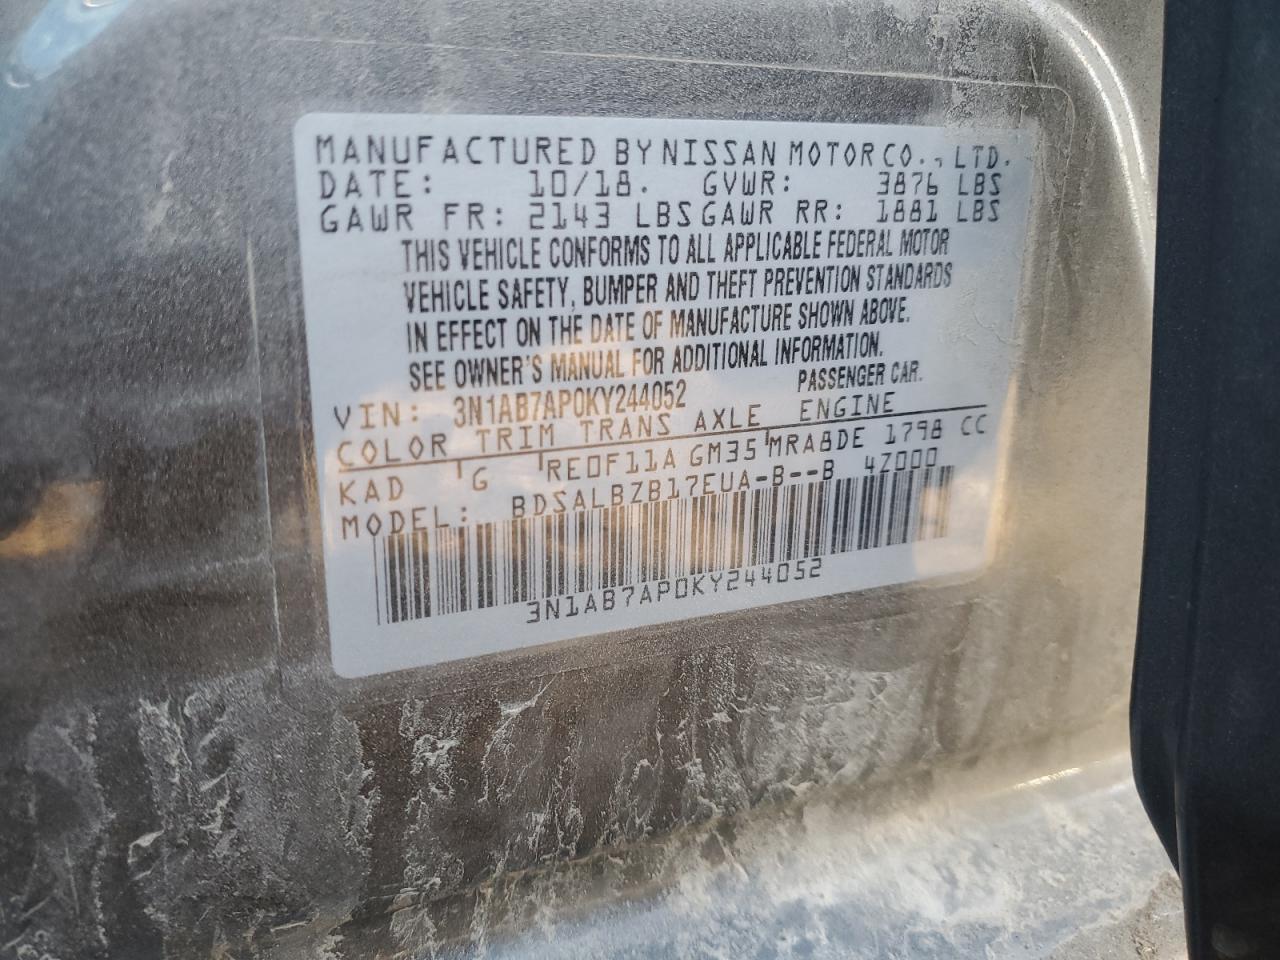 MANUFACTURED BY NISSAN MOTOR CO., LTD.
DATE: 10/18. GVWR: 3876 LBS
GAWR FR: 2143 LBS GAWR RR: 1881 LBS
THIS VEHICLE CONFORMS TO ALL APPLICABLE FEDERAL MOTOR
VEHICLE SAFETY, BUMPER AND THEFT PREVENTION STANDARDS
IN EFFECT ON THE DATE OF MANUFACTURE SHOWN ABOVE.
SEE OWNER'S MANUAL FOR ADDITIONAL INFORMATION.
VIN: 3N1AB7AP0KY244052 PASSENGER CAR.
COLOR TRIM TRANS AXLE ENGINE
KAD G RE0F11A GM35 MRA8DE 1798 CC
MODEL: BDSALBZB17EUA-B--B 4Z000
3N1AB7AP0KY244052